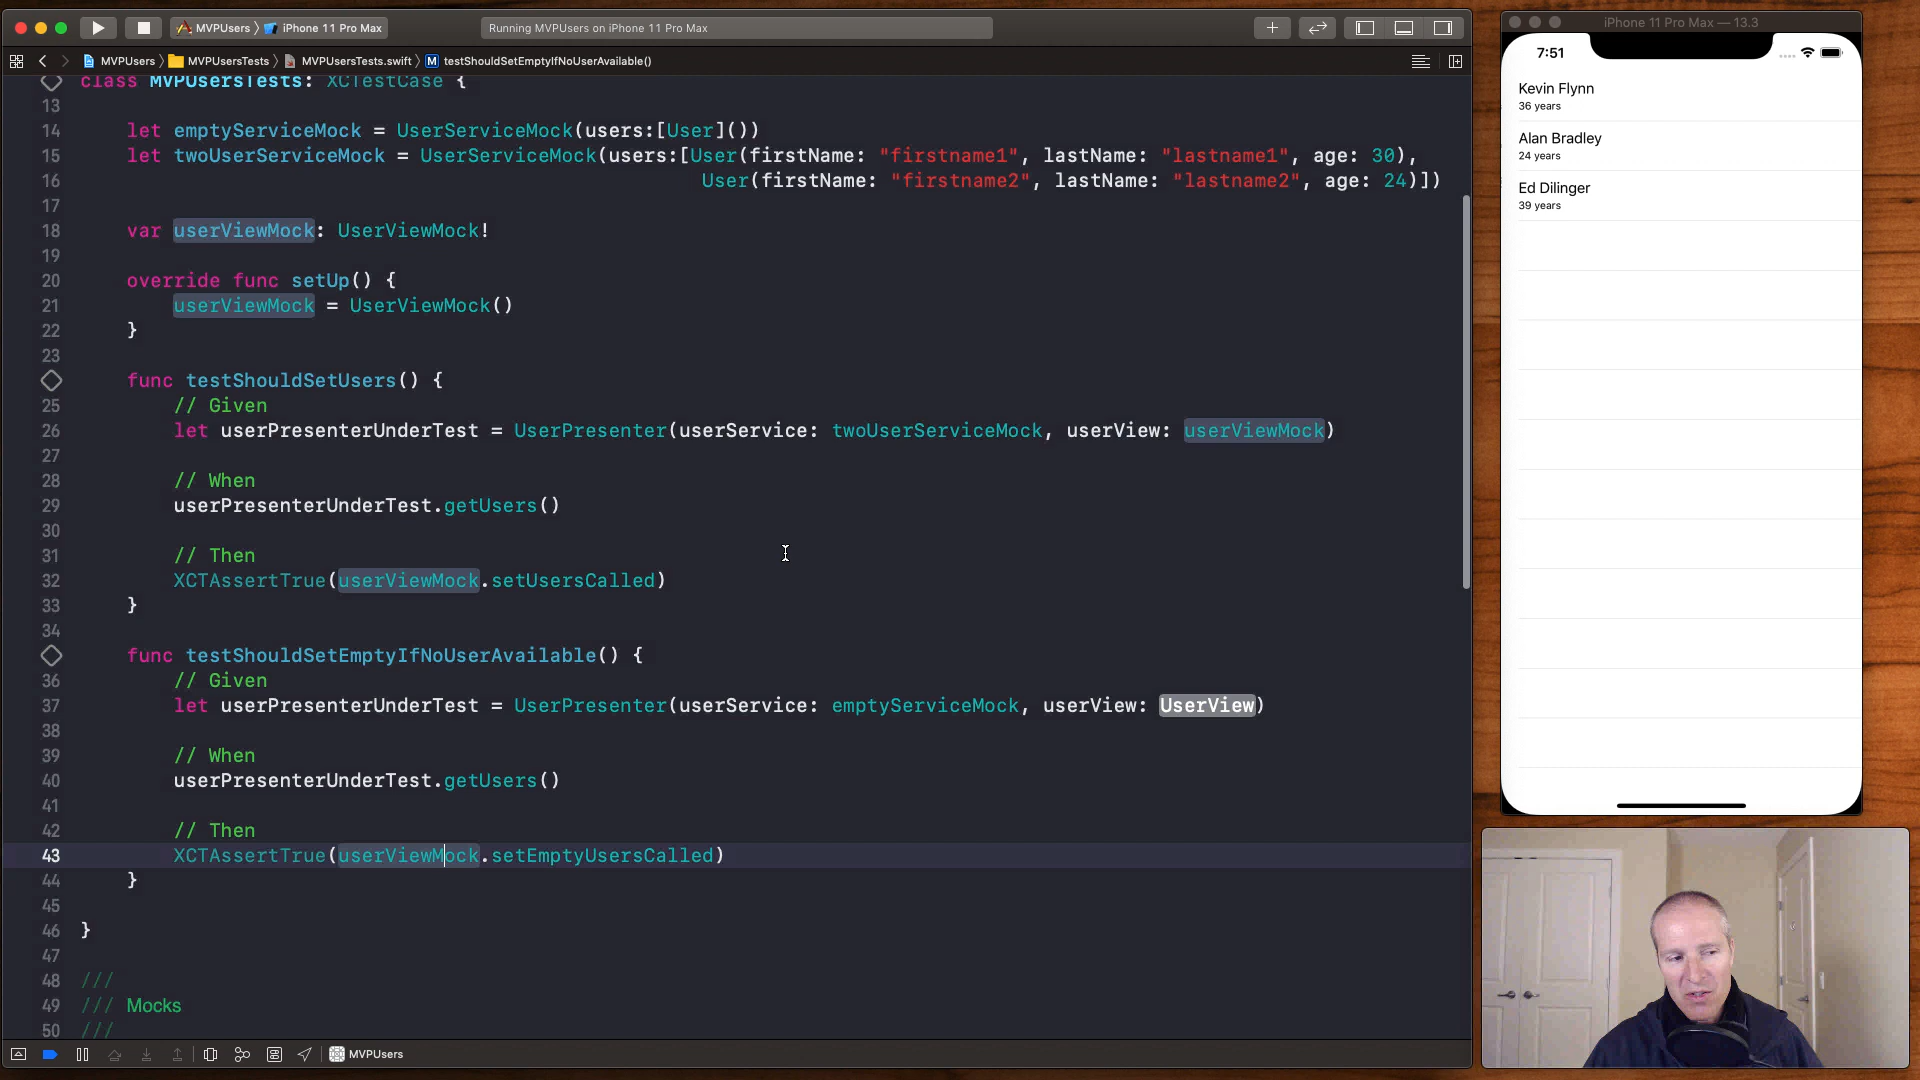 MVPUsers iPhone 11 Pro Max
Running MVPUsers on iPhone 11 Pro Max
MVPUsers MVPUsersTests MVPUsersTests.swift M testShouldSetEmptyIfNoUserAvailable()
class MVPUsersTests: XCTestCase {
13
14 let emptyServiceMock = UserServiceMock(users:[User]())
15 let twoUserServiceMock = UserServiceMock(users:[User(firstName: "firstname1", lastName: "lastname1", age: 30),
16 User(firstName: "firstname2", lastName: "lastname2", age: 24)])
17
18 var userViewMock: UserViewMock!
19
20 override func setUp() {
21 userViewMock = UserViewMock()
22 }
23
func testShouldSetUsers() {
25 // Given
26 let userPresenterUnderTest = UserPresenter(userService: twoUserServiceMock, userView: userViewMock)
27
28 // When
29 userPresenterUnderTest.getUsers()
30
31 // Then
32 XCTAssertTrue(userViewMock.setUsersCalled)
33 }
34
func testShouldSetEmptyIfNoUserAvailable() {
36 // Given
37 let userPresenterUnderTest = UserPresenter(userService: emptyServiceMock, userView: UserView)
38
39 // When
40 userPresenterUnderTest.getUsers()
41
42 // Then
43 XCTAssertTrue(userViewMock.setEmptyUsersCalled)
44 }
45
46 }
47
48 ///
49 /// Mocks
50 ///
MVPUsers
iPhone 11 Pro Max — 13.3
7:51
Kevin Flynn
36 years
Alan Bradley
24 years
Ed Dilinger
39 years